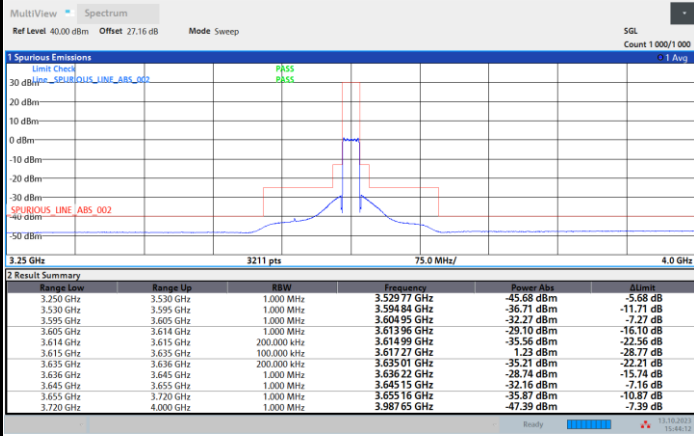 MultiView Spectrum
Ref Level 40.00 dBm Offset 27.16 dB Mode Sweep SGL
Count 1 000/1 000
1 Spurious Emissions 1 Avg
Limit Check PASS
30 dBm Line _SPURIOUS_LINE_ABS_002 PASS
20 dBm
10 dBm
0 dBm
-10 dBm
-20 dBm
-30 dBm
_SPURIOUS_LINE_ABS_002
-40 dBm
-50 dBm
3.25 GHz 3211 pts 75.0 MHz/ 4.0 GHz
2 Result Summary
Range Low Range Up RBW Frequency Power Abs ΔLimit
3.250 GHz 3.530 GHz 1.000 MHz 3.529 77 GHz -45.68 dBm -5.68 dB
3.530 GHz 3.595 GHz 1.000 MHz 3.594 84 GHz -36.71 dBm -11.71 dB
3.595 GHz 3.605 GHz 1.000 MHz 3.604 95 GHz -32.27 dBm -7.27 dB
3.605 GHz 3.614 GHz 1.000 MHz 3.613 96 GHz -29.10 dBm -16.10 dB
3.614 GHz 3.615 GHz 200.000 kHz 3.614 99 GHz -35.56 dBm -22.56 dB
3.615 GHz 3.635 GHz 100.000 kHz 3.617 27 GHz 1.23 dBm -28.77 dB
3.635 GHz 3.636 GHz 200.000 kHz 3.635 01 GHz -35.21 dBm -22.21 dB
3.636 GHz 3.645 GHz 1.000 MHz 3.636 22 GHz -28.74 dBm -15.74 dB
3.645 GHz 3.655 GHz 1.000 MHz 3.645 15 GHz -32.16 dBm -7.16 dB
3.655 GHz 3.720 GHz 1.000 MHz 3.655 16 GHz -35.87 dBm -10.87 dB
3.720 GHz 4.000 GHz 1.000 MHz 3.987 65 GHz -47.39 dBm -7.39 dB
Ready 13.10.2023
15:44:12